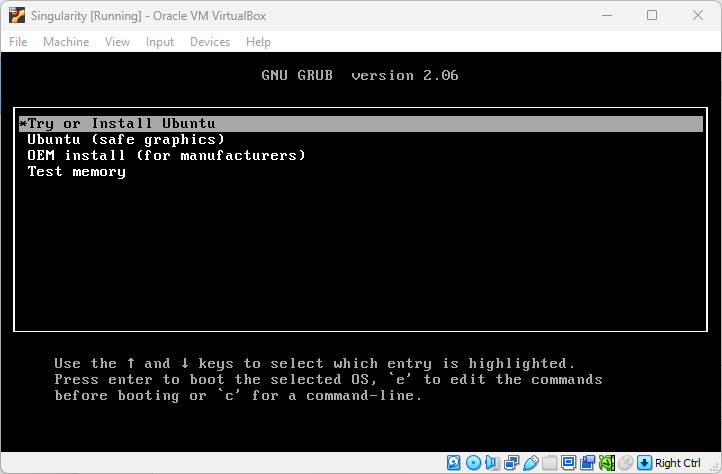 Singularity [Running] - Oracle VM VirtualBox
File Machine View Input Devices Help
GNU GRUB version 2.06
*Try or Install Ubuntu
Ubuntu (safe graphics)
OEM install (for manufacturers)
Test memory
Use the ↑ and ↓ keys to select which entry is highlighted.
Press enter to boot the selected OS, `e' to edit the commands
before booting or `c' for a command-line.
Right Ctrl